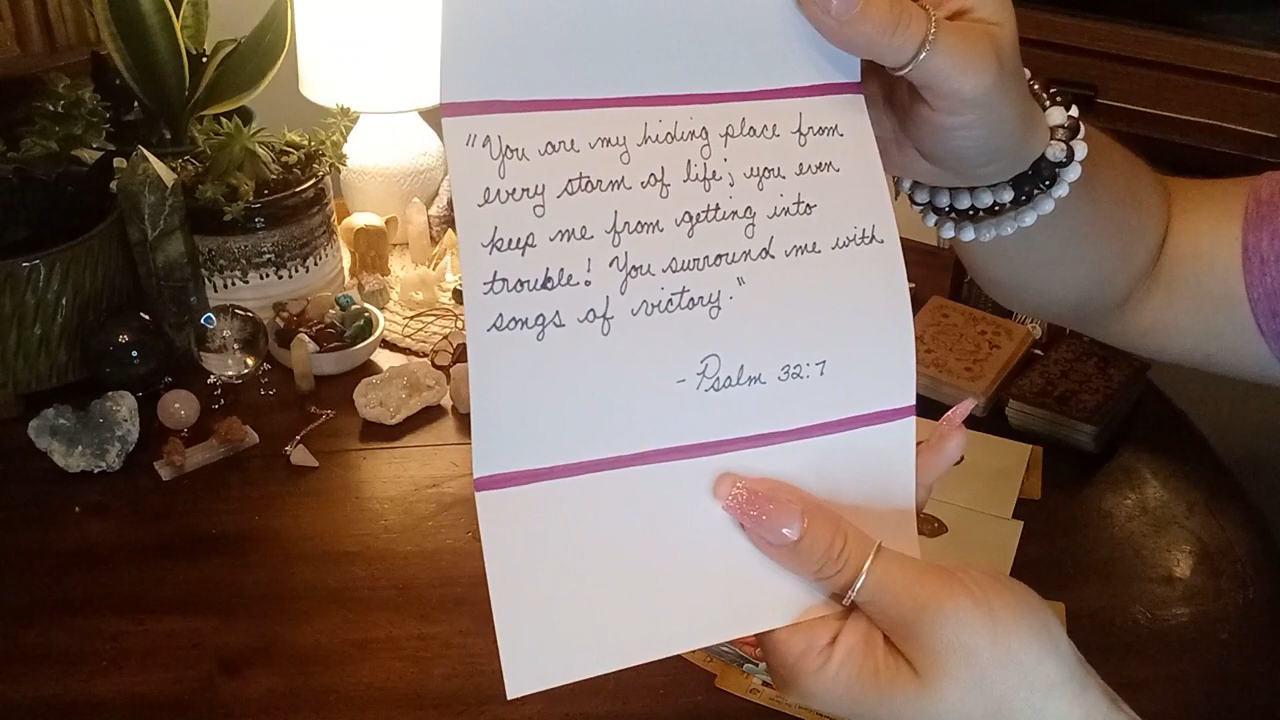 "You are my hiding place from
every storm of life; you even
keep me from getting into
trouble! You surround me with
songs of victory."
- Psalm 32:7